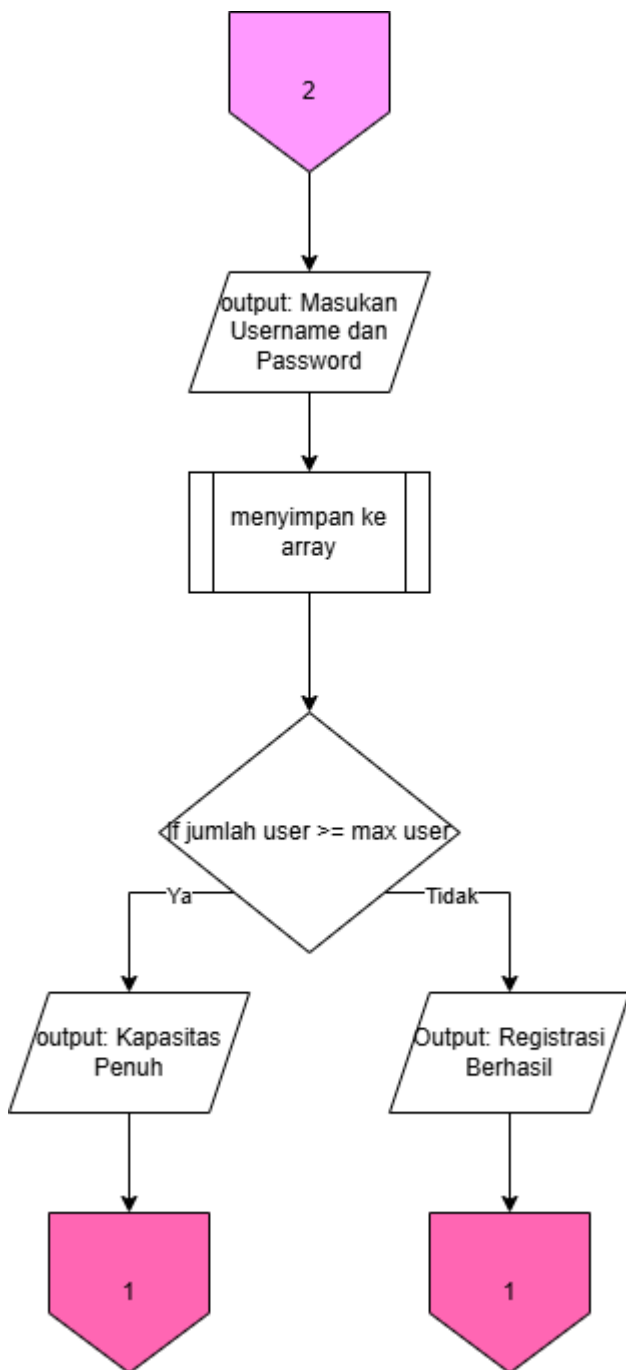 2
output: Masukan
Username dan
Password
menyimpan ke
array
If jumlah user >= max user
Ya
Tidak
output: Kapasitas
Penuh
Output: Registrasi
Berhasil
1
1